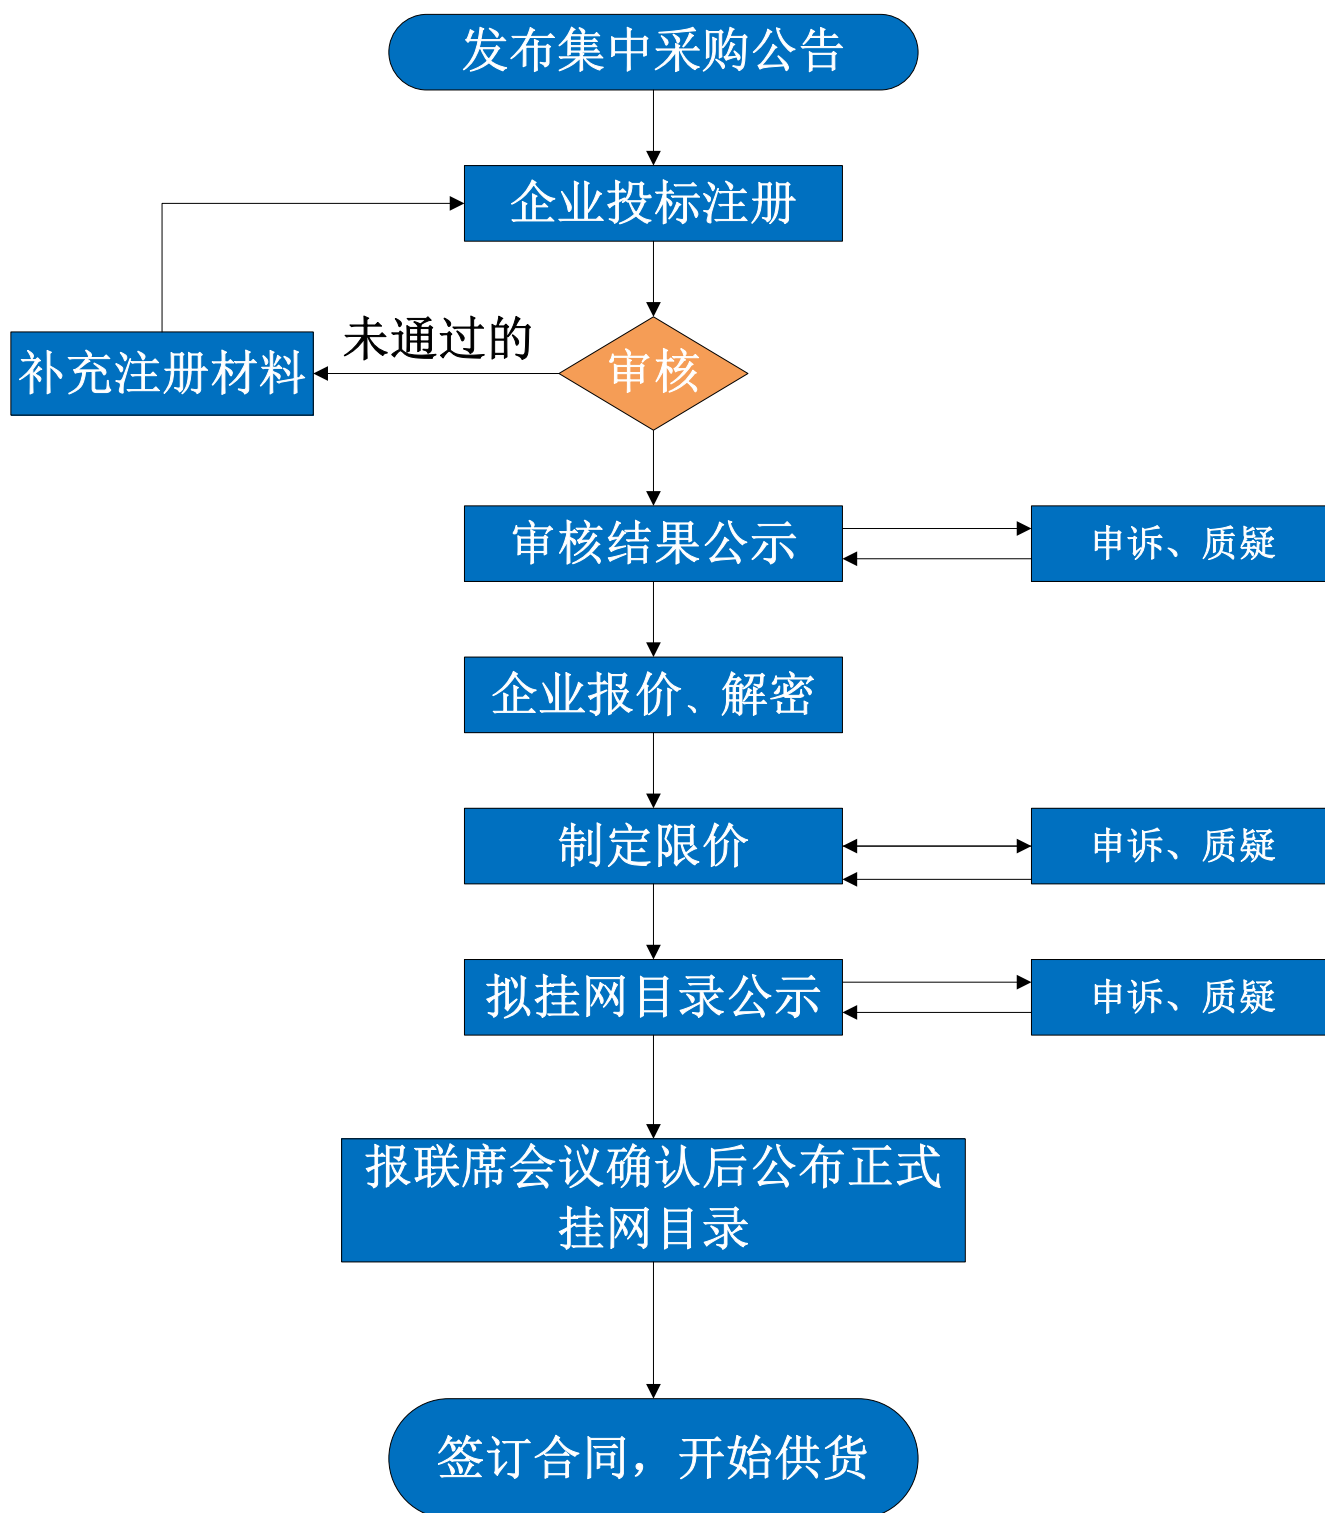 发布集中采购公告
企业投标注册
未通过的
补充注册材料
审核
审核结果公示
申诉、质疑
企业报价、解密
制定限价
申诉、质疑
拟挂网目录公示
申诉、质疑
报联席会议确认后公布正式
挂网目录
签订合同，开始供货